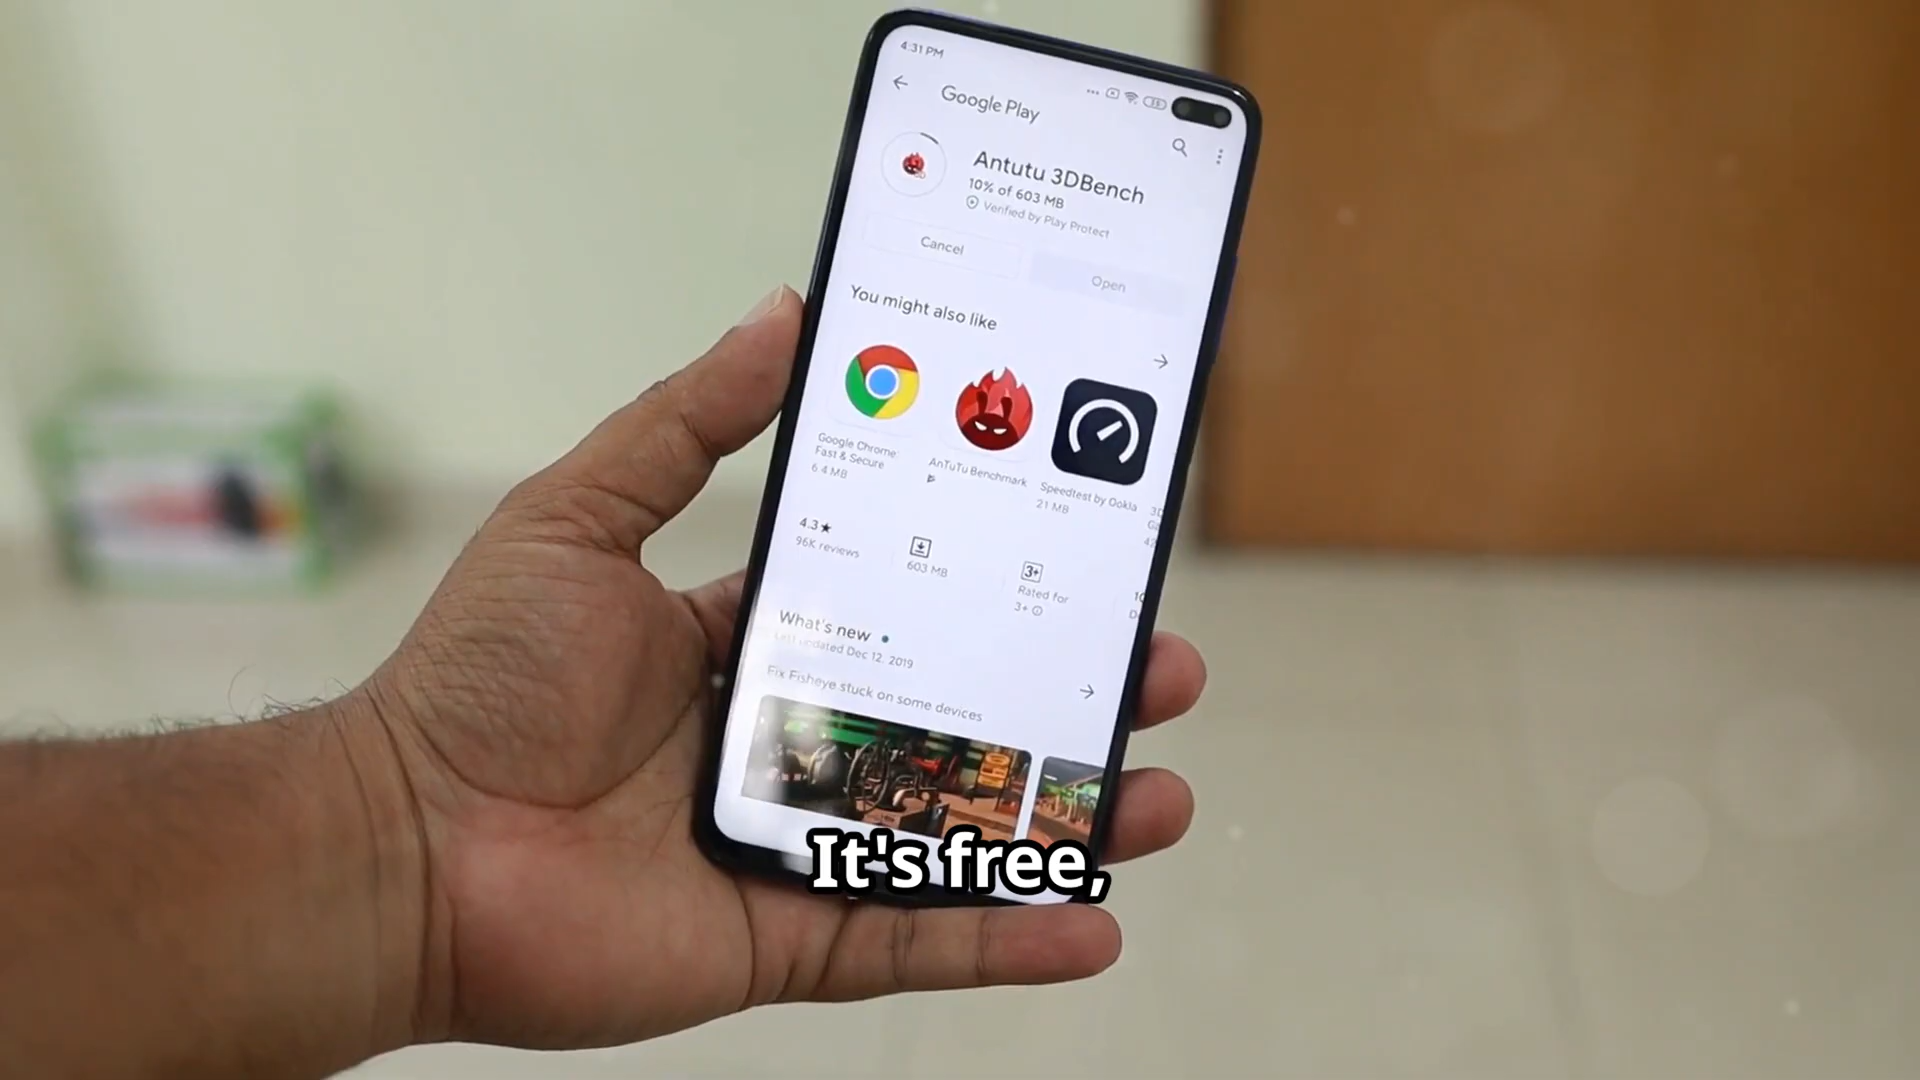 4:31 PM
Google Play
Antutu 3DBench
10% of 603 MB
Verified by Play Protect
Cancel
Open
You might also like
Google Chrome:
Fast & Secure
6.4 MB
AnTuTu Benchmark
Speedtest by Ookla
21 MB
3D
Ga
42
4.3★
96K reviews
603 MB
3+
Rated for
3+
What's new
Last updated Dec 12, 2019
Fix Fisheye stuck on some devices
It's free,